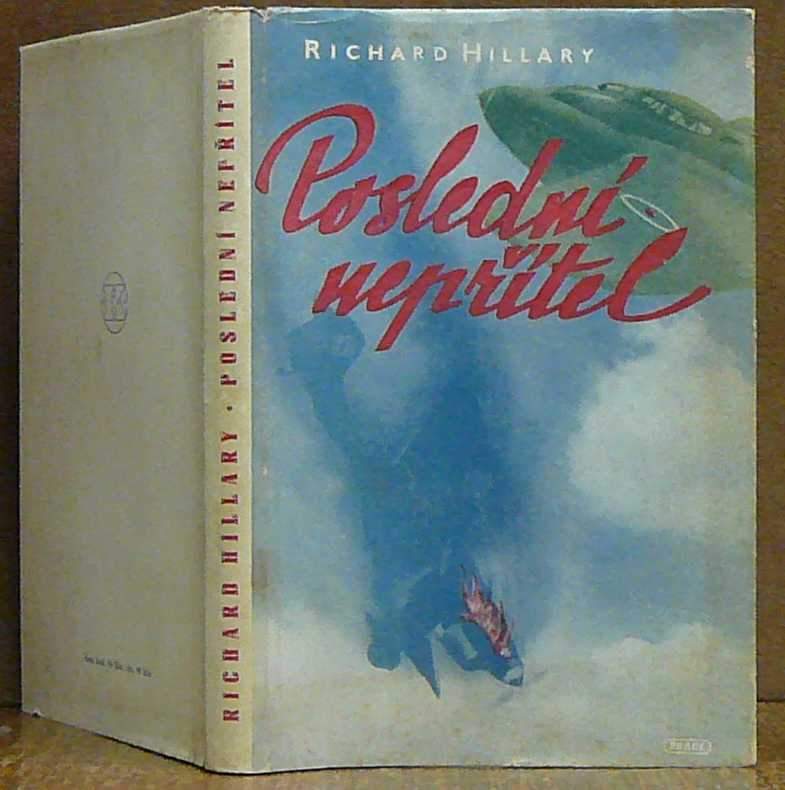 RICHARD HILLARY
Poslední
nepřítel
RICHARD HILLARY • POSLEDNÍ NEPŘÍTEL